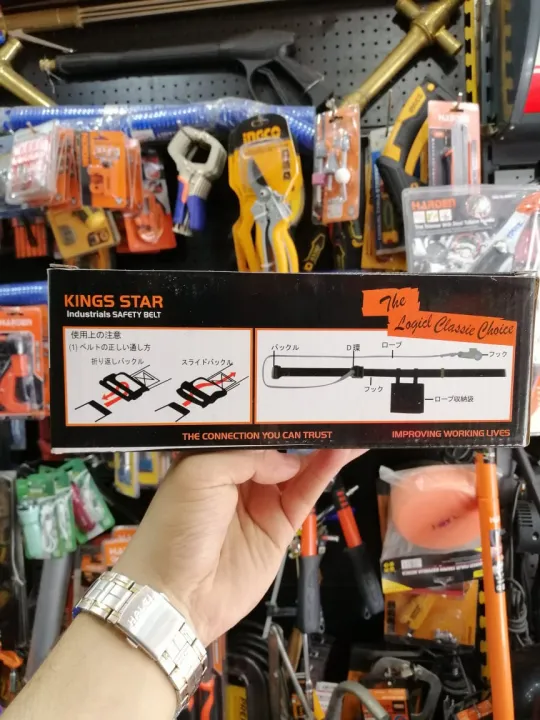 INGCO
HARDEN
HARDEN
KINGS STAR
Industrials SAFETY BELT
The
Logicl Classic Choice
使用上の注意
(1) ベルトの正しい通し方
折り返しバックル
スライドバックル
バックル
D環
ロープ
フック
フック
ロープ収納袋
THE CONNECTION YOU CAN TRUST
IMPROVING WORKING LIVES